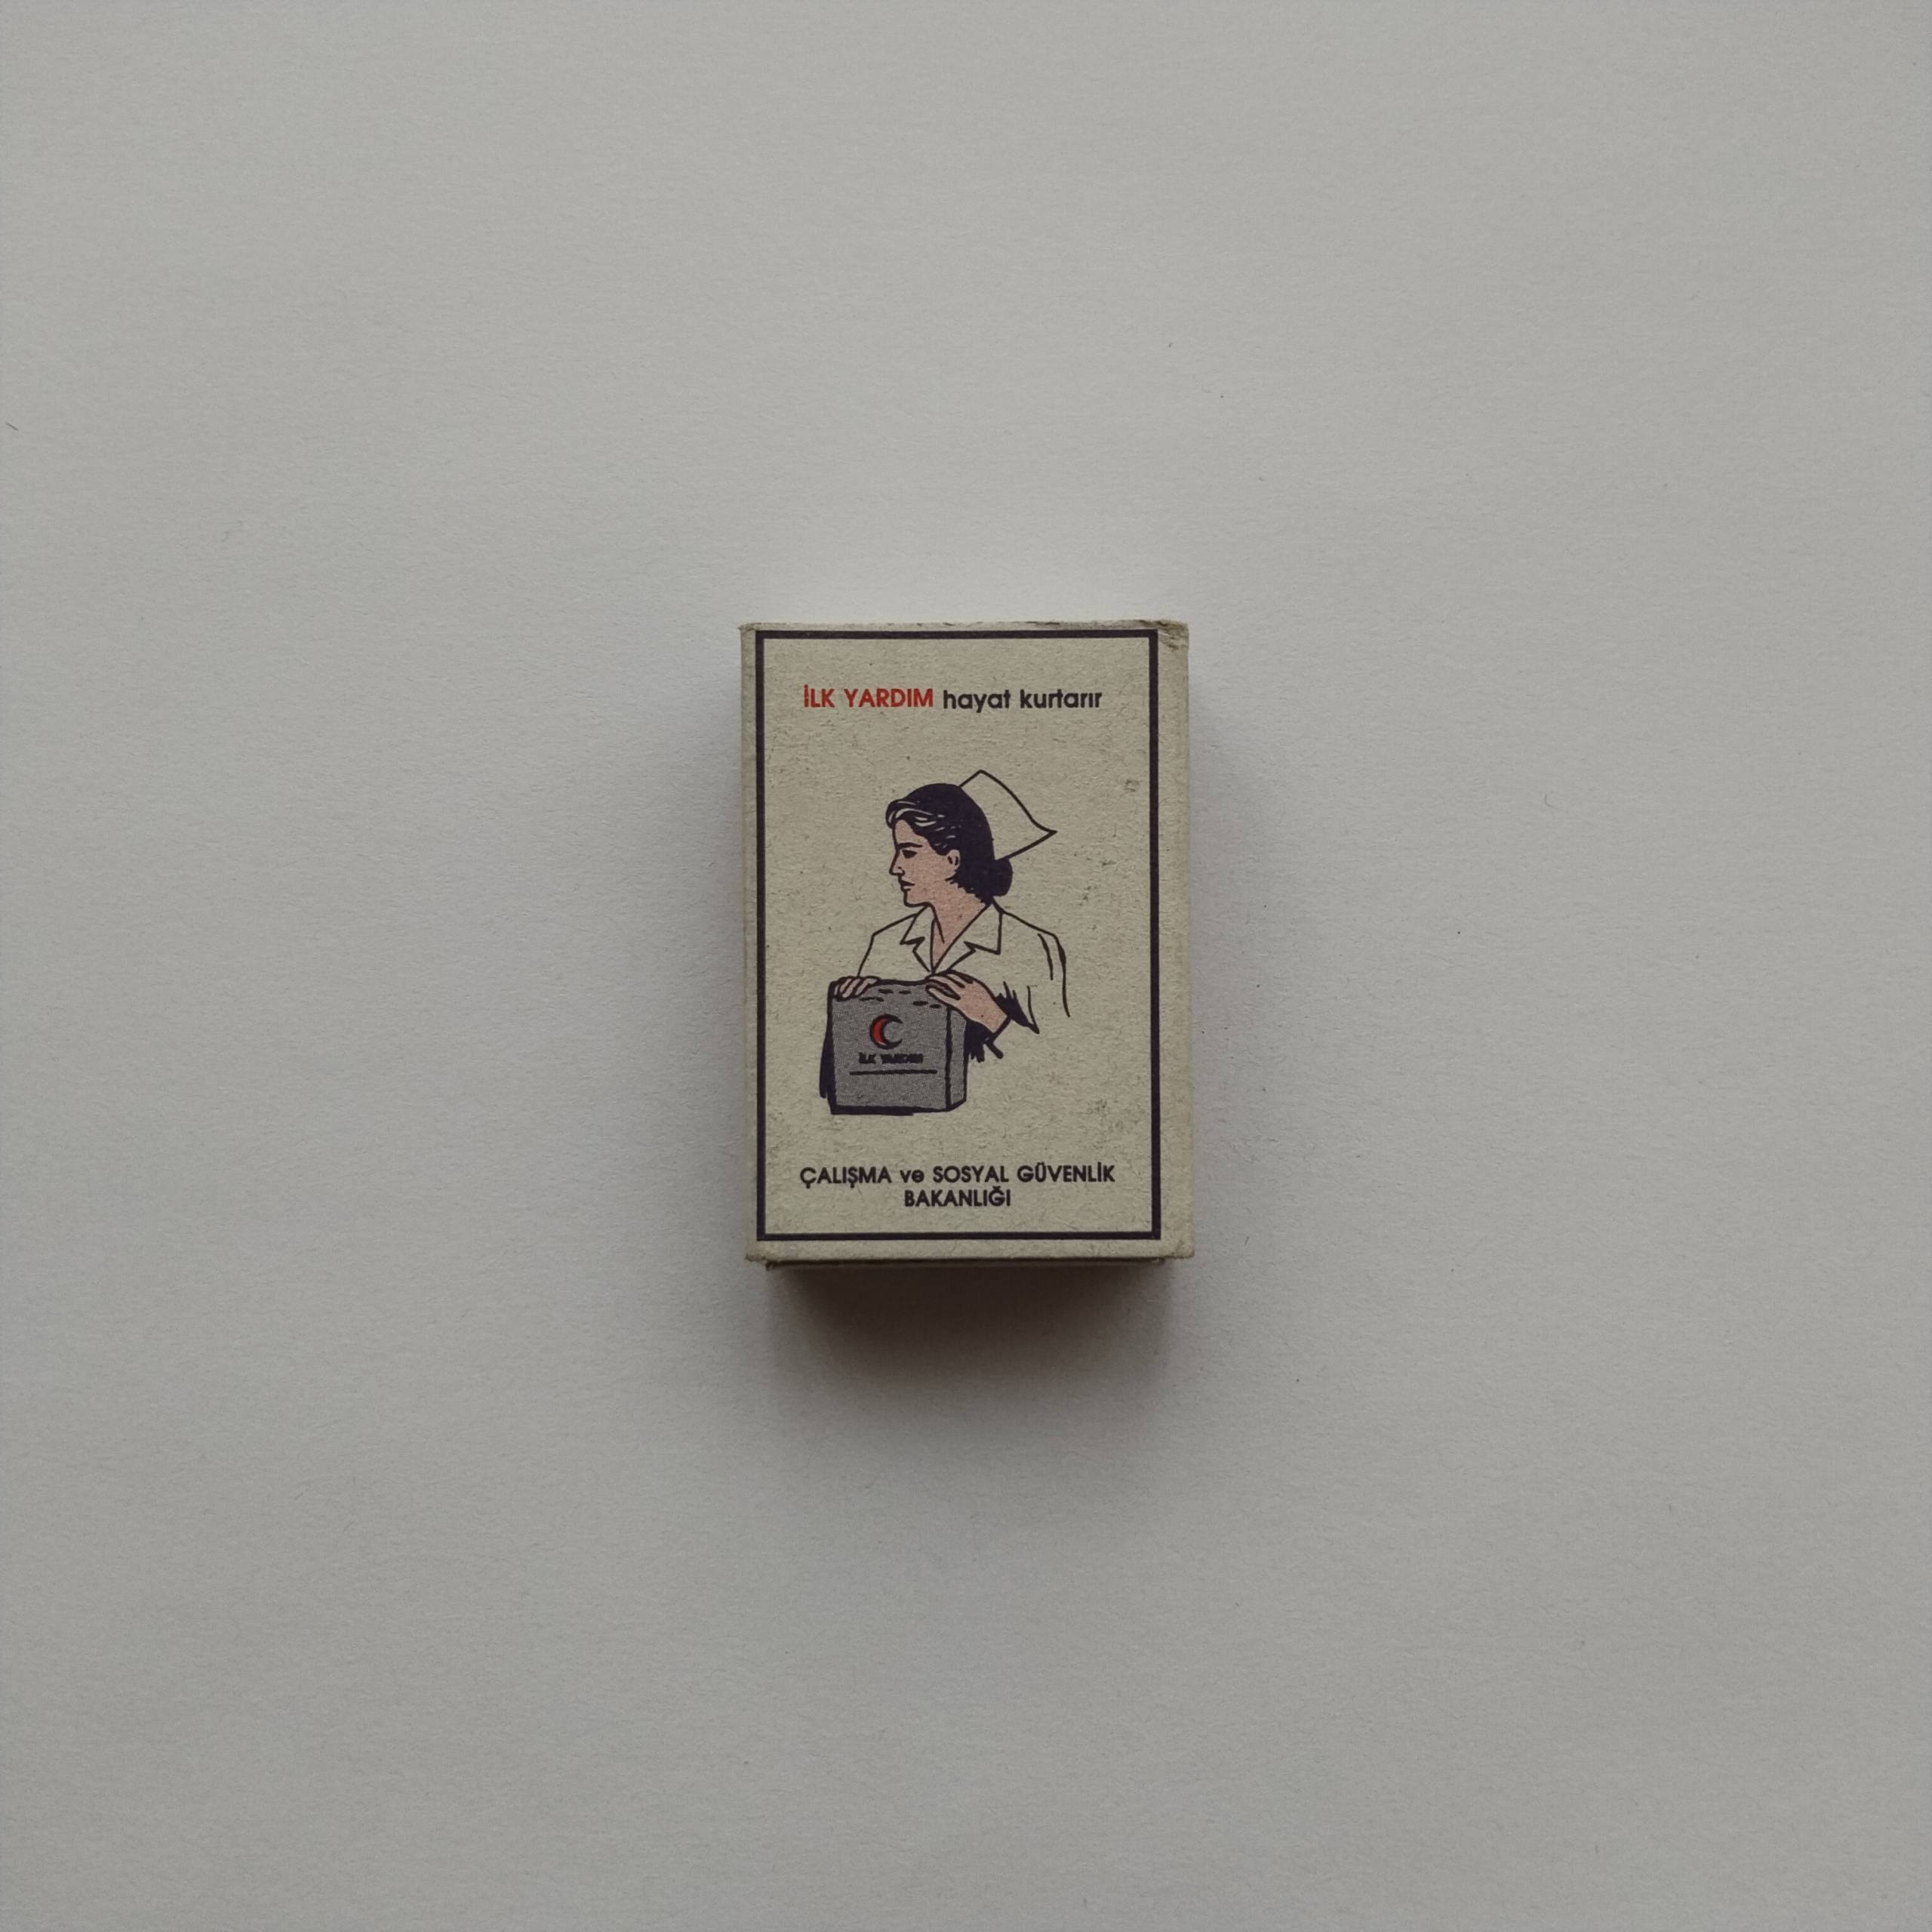 İLK YARDIM hayat kurtarır
İLK YARDIM
ÇALIŞMA ve SOSYAL GÜVENLİK
BAKANLIĞI